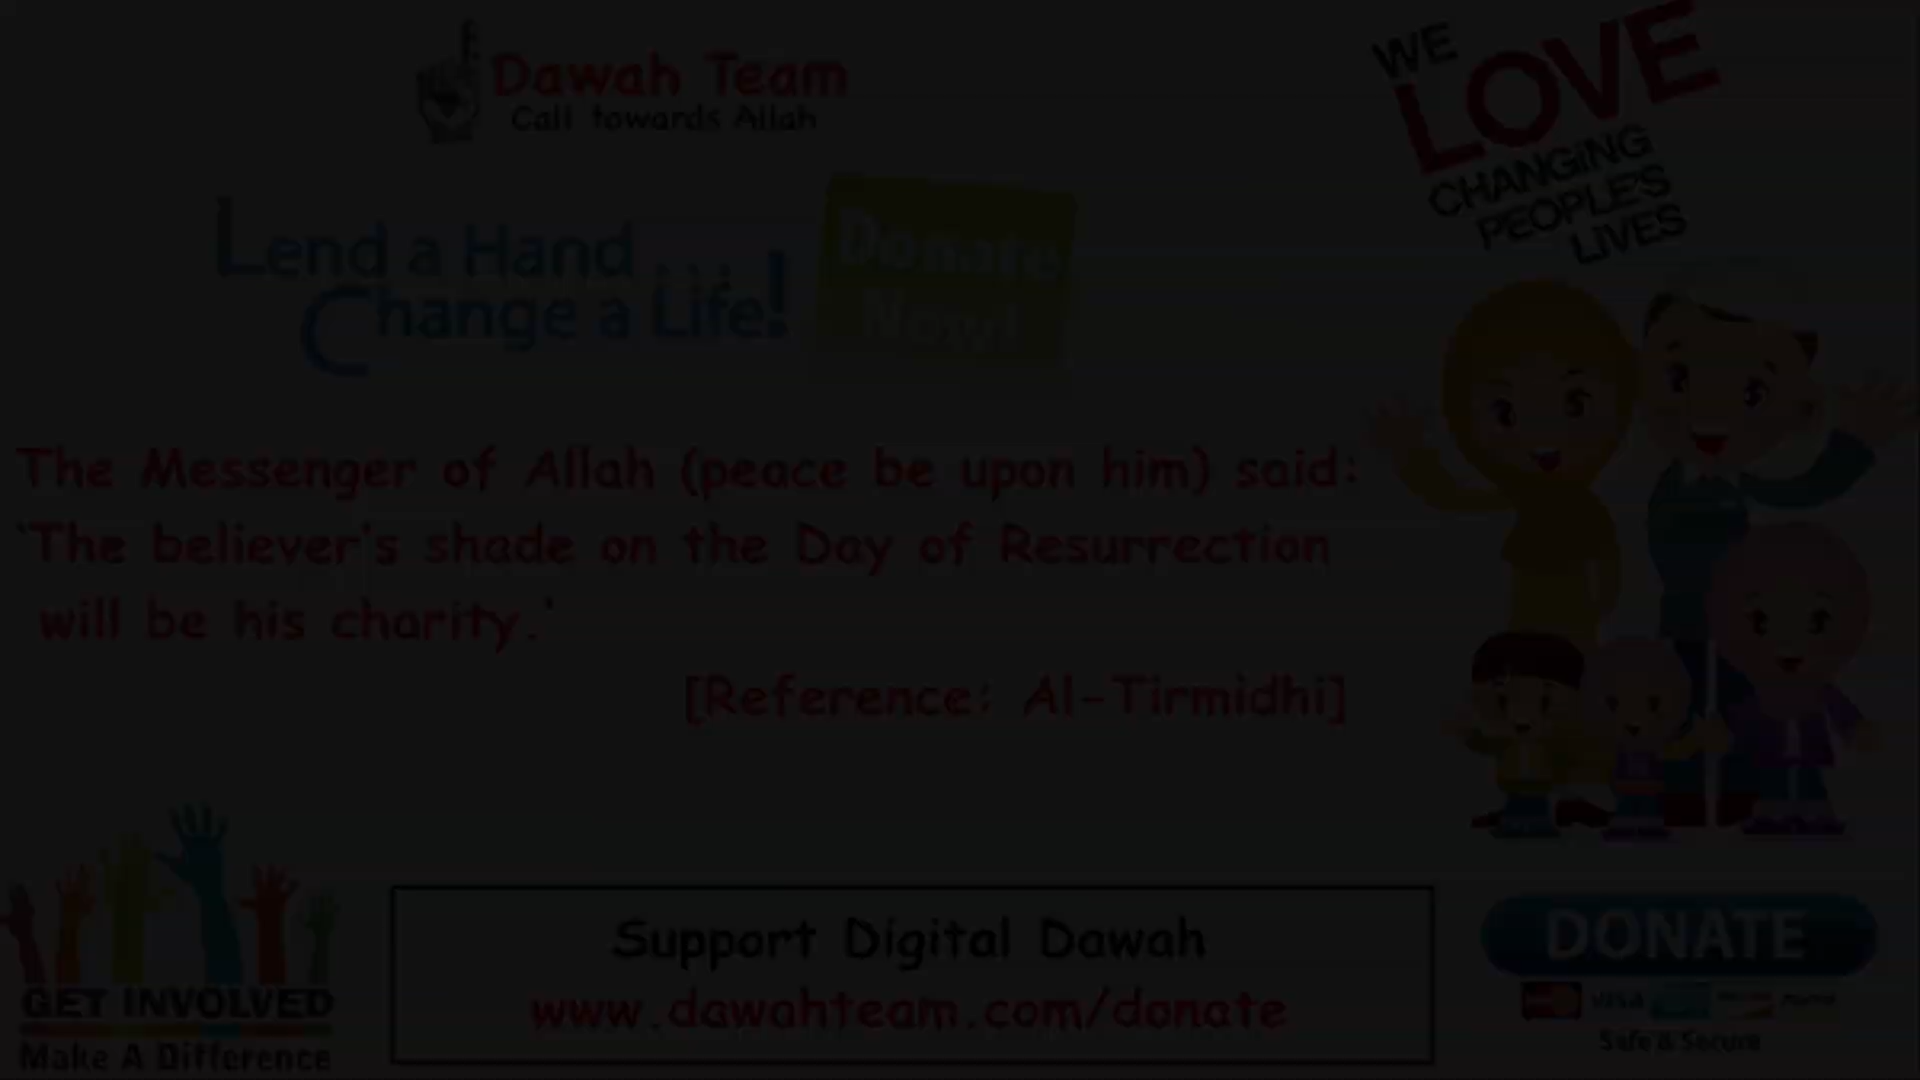 Dawah Team
Call towards Allah
WE
LOVE
CHANGING
PEOPLE'S
LIVES
Lend a Hand
Change a Life!
Donate
Now!
The Messenger of Allah (peace be upon him) said:
'The believer's shade on the Day of Resurrection
will be his charity.'
[Reference: Al-Tirmidhi]
GET INVOLVED
Make A Difference
Support Digital Dawah
www.dawahteam.com/donate
DONATE
VISA
Safe & Secure